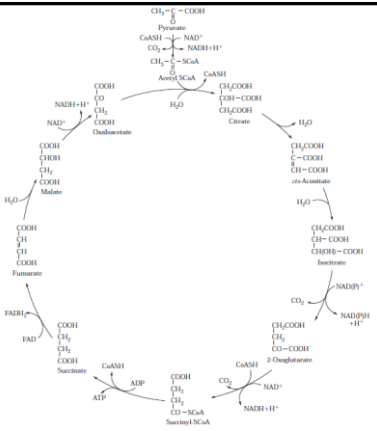 CH₃ – C – COOH
O
Pyruvate
CoASH
NAD⁺
CO₂
NADH+H⁺
CH₃ – C – SCoA
O
Acetyl SCoA
CoASH
H₂O
COOH
CO
CH₂
COOH
Oxaloacetate
CH₂COOH
COH – COOH
CH₂COOH
Citrate
H₂O
CH₂COOH
C – COOH
CH – COOH
cis-Aconitate
H₂O
CH₂COOH
CH – COOH
CH(OH) – COOH
Isocitrate
NAD(P)⁺
CO₂
NAD(P)H
+H⁺
CH₂COOH
CH₂
CO – COOH
2-Oxoglutarate
CoASH
CO₂
NAD⁺
NADH+H⁺
COOH
CH₂
CH₂
CO – SCoA
Succinyl-SCoA
CoASH
ADP
ATP
COOH
CH₂
CH₂
COOH
Succinate
FADH₂
FAD
COOH
CH
CH
COOH
Fumarate
H₂O
COOH
CHOH
CH₂
COOH
Malate
NAD⁺
NADH+H⁺